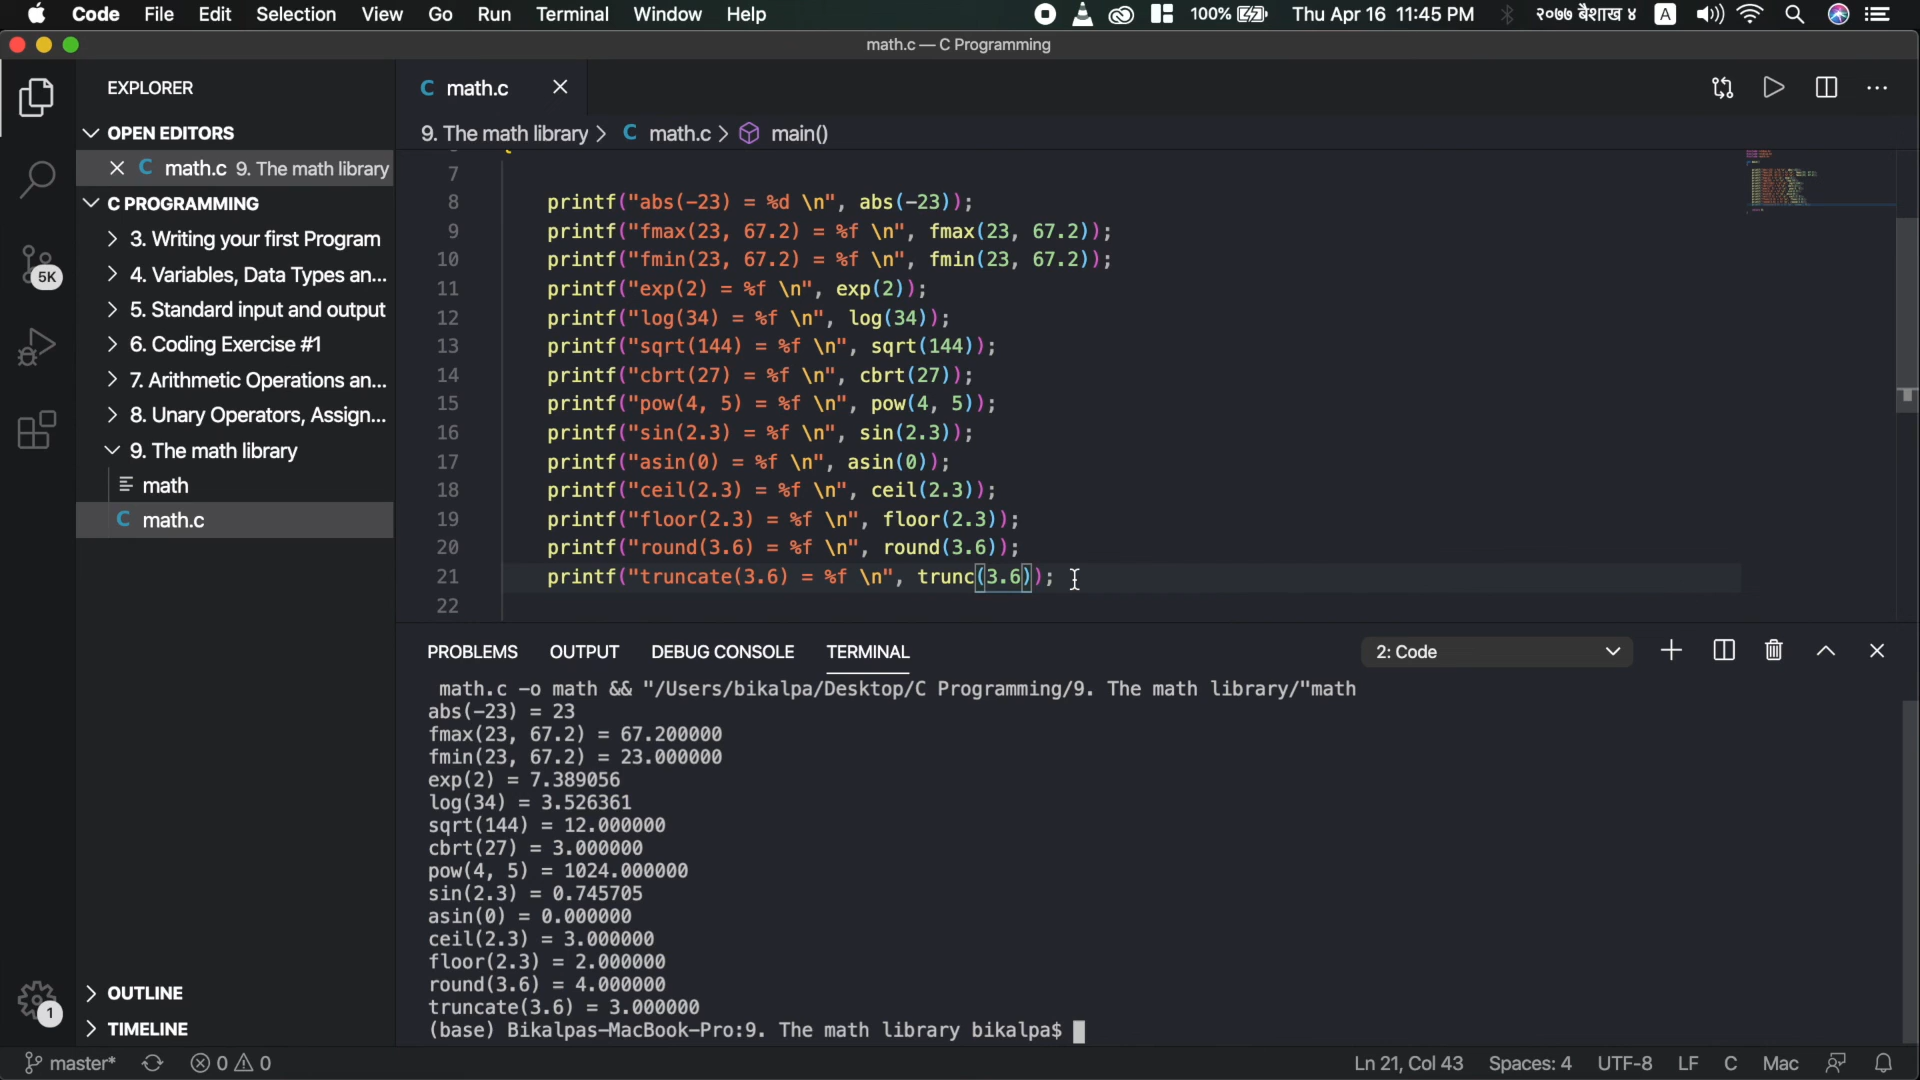 Code File Edit Selection View Go Run Terminal Window Help 100% Thu Apr 16 11:45 PM २०७७ बैशाख ४ A
math.c — C Programming
EXPLORER
OPEN EDITORS
math.c 9. The math library
C PROGRAMMING
3. Writing your first Program
4. Variables, Data Types an...
5. Standard input and output
6. Coding Exercise #1
7. Arithmetic Operations an...
8. Unary Operators, Assign...
9. The math library
math
C math.c
OUTLINE
TIMELINE
5K
1
C math.c
9. The math library > C math.c > main()
7
8 printf("abs(-23) = %d \n", abs(-23));
9 printf("fmax(23, 67.2) = %f \n", fmax(23, 67.2));
10 printf("fmin(23, 67.2) = %f \n", fmin(23, 67.2));
11 printf("exp(2) = %f \n", exp(2));
12 printf("log(34) = %f \n", log(34));
13 printf("sqrt(144) = %f \n", sqrt(144));
14 printf("cbrt(27) = %f \n", cbrt(27));
15 printf("pow(4, 5) = %f \n", pow(4, 5));
16 printf("sin(2.3) = %f \n", sin(2.3));
17 printf("asin(0) = %f \n", asin(0));
18 printf("ceil(2.3) = %f \n", ceil(2.3));
19 printf("floor(2.3) = %f \n", floor(2.3));
20 printf("round(3.6) = %f \n", round(3.6));
21 printf("truncate(3.6) = %f \n", trunc(3.6));
22
PROBLEMS OUTPUT DEBUG CONSOLE TERMINAL 2: Code
math.c -o math && "/Users/bikalpa/Desktop/C Programming/9. The math library/"math
abs(-23) = 23
fmax(23, 67.2) = 67.200000
fmin(23, 67.2) = 23.000000
exp(2) = 7.389056
log(34) = 3.526361
sqrt(144) = 12.000000
cbrt(27) = 3.000000
pow(4, 5) = 1024.000000
sin(2.3) = 0.745705
asin(0) = 0.000000
ceil(2.3) = 3.000000
floor(2.3) = 2.000000
round(3.6) = 4.000000
truncate(3.6) = 3.000000
(base) Bikalpas-MacBook-Pro:9. The math library bikalpa$
master* 0 0 Ln 21, Col 43 Spaces: 4 UTF-8 LF C Mac